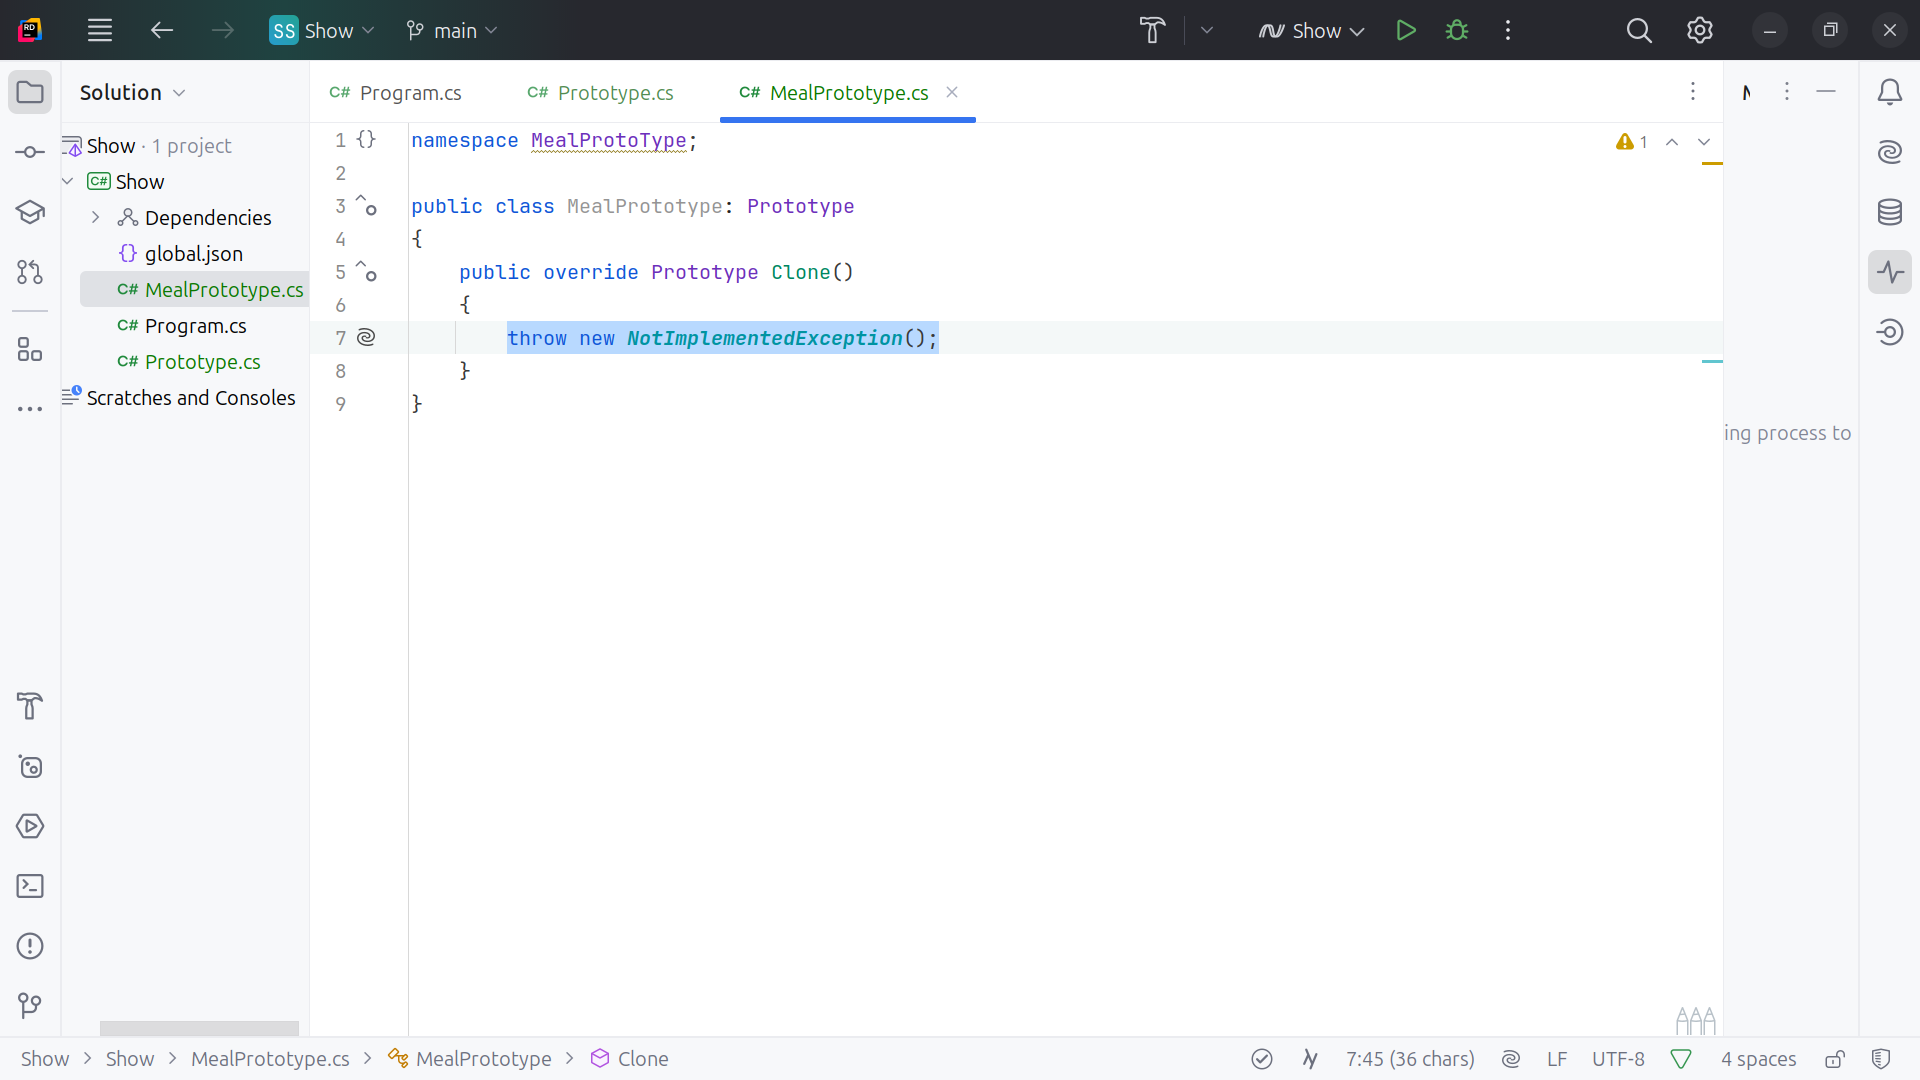 RD
SS Show
main
Show
Solution
C# Program.cs
C# Prototype.cs
C# MealPrototype.cs
Show · 1 project
C# Show
Dependencies
{} global.json
C# MealPrototype.cs
C# Program.cs
C# Prototype.cs
Scratches and Consoles
1 {} namespace MealProtoType;
2
3 public class MealPrototype: Prototype
4 {
5 public override Prototype Clone()
6 {
7 throw new NotImplementedException();
8 }
9 }
1
ing process to
Show > Show > MealPrototype.cs > MealPrototype > Clone
7:45 (36 chars)
LF
UTF-8
4 spaces